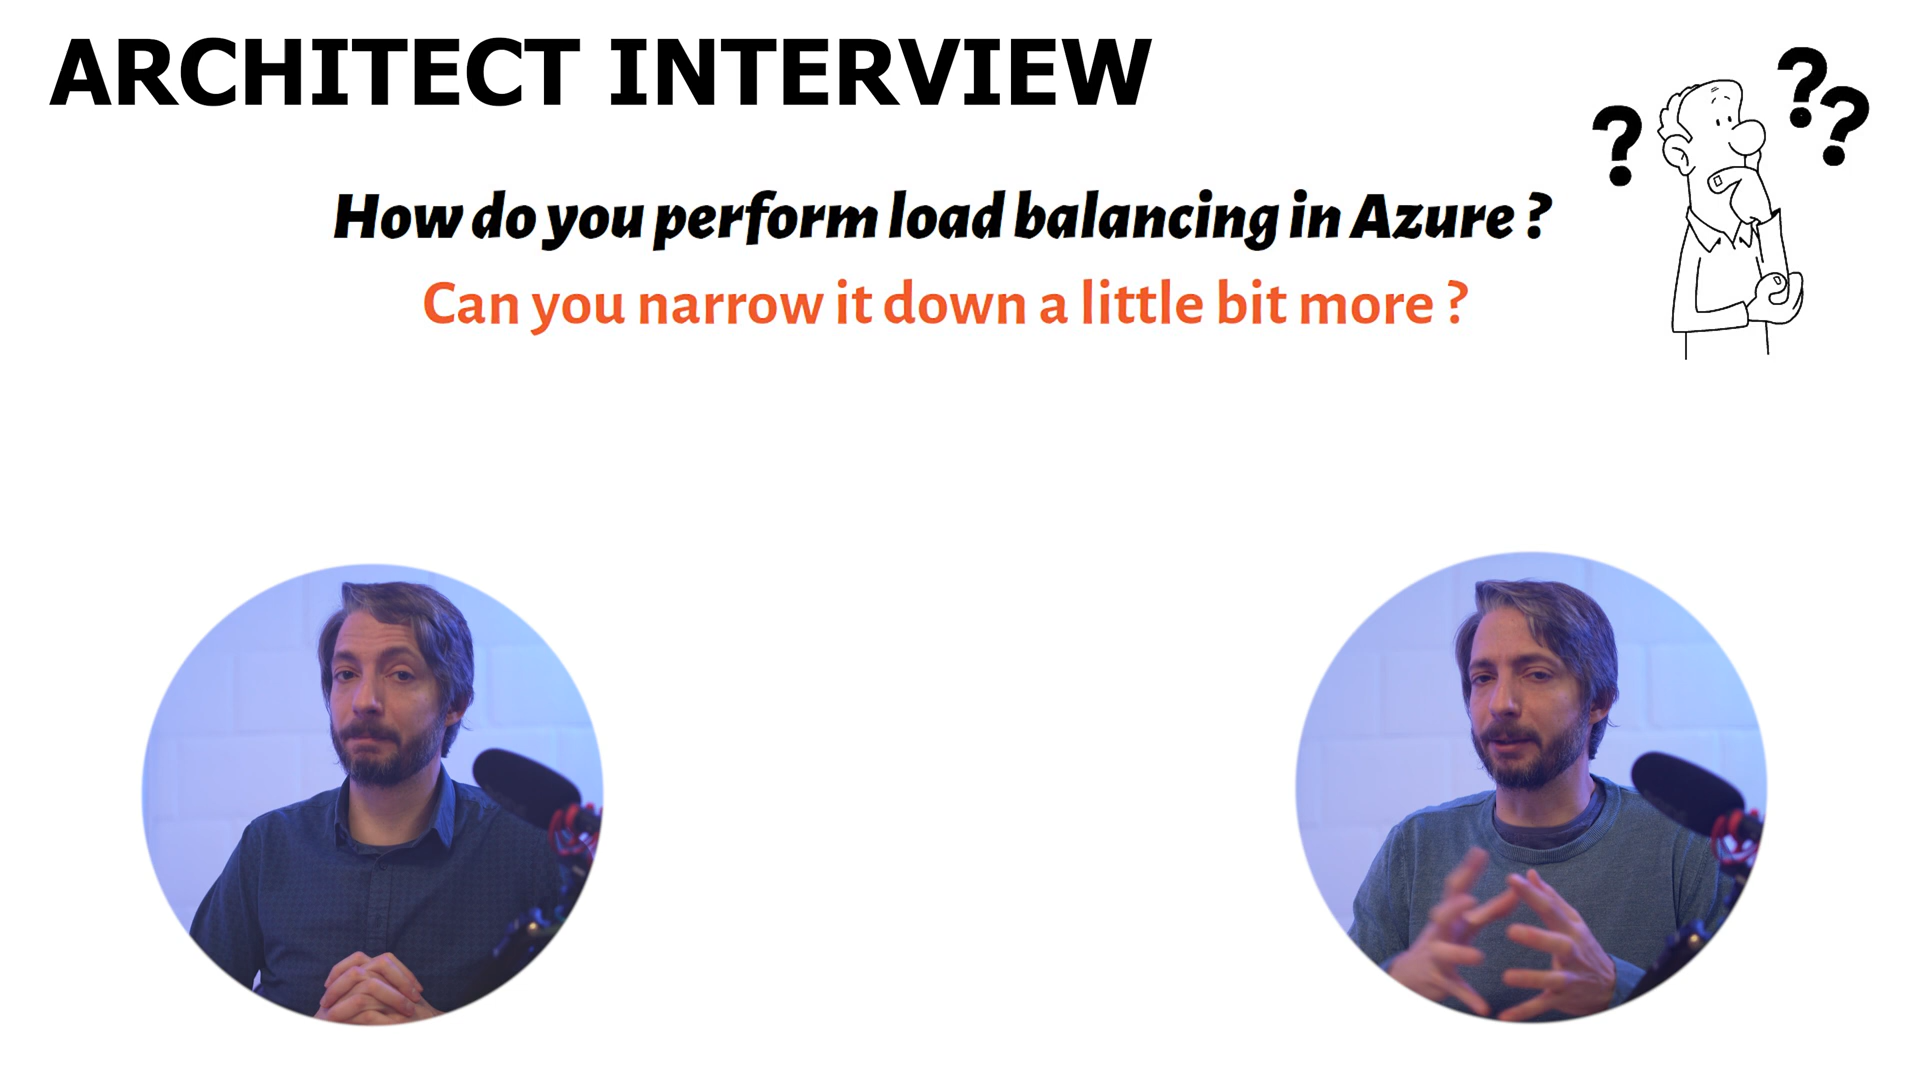 ARCHITECT INTERVIEW
How do you perform load balancing in Azure ?
Can you narrow it down a little bit more ?
? ? ?